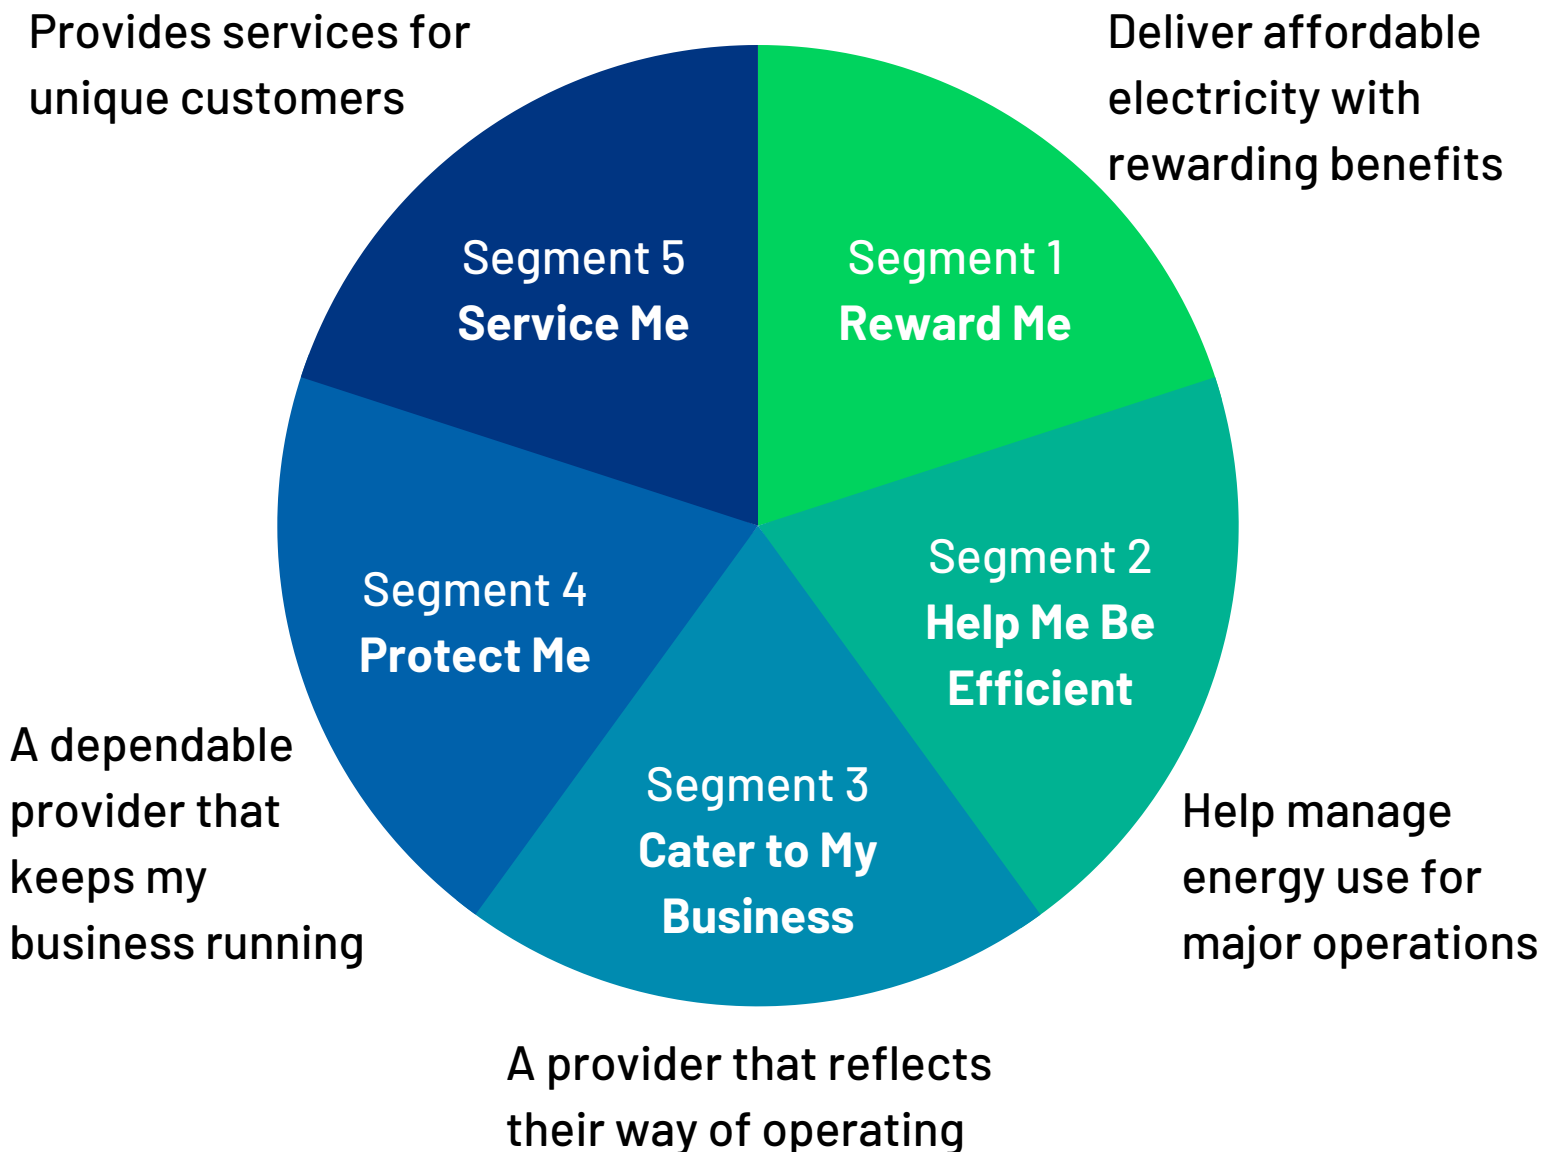 Provides services for
unique customers
Deliver affordable
electricity with
rewarding benefits
Segment 5
Service Me
Segment 1
Reward Me
Segment 2
Help Me Be
Efficient
Segment 4
Protect Me
Segment 3
Cater to My
Business
A dependable
provider that
keeps my
business running
Help manage
energy use for
major operations
A provider that reflects
their way of operating